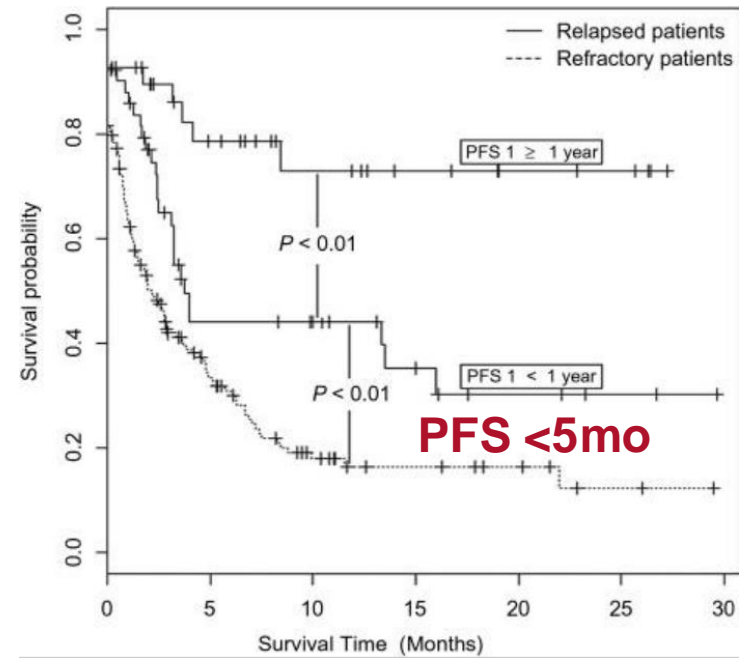 Relapsed patients
Refractory patients
PFS 1 ≥ 1 year
P < 0.01
PFS 1 < 1 year
P < 0.01
PFS <5mo
Survival probability
1.0
0.8
0.6
0.4
0.2
0.0
0 5 10 15 20 25 30
Survival Time (Months)